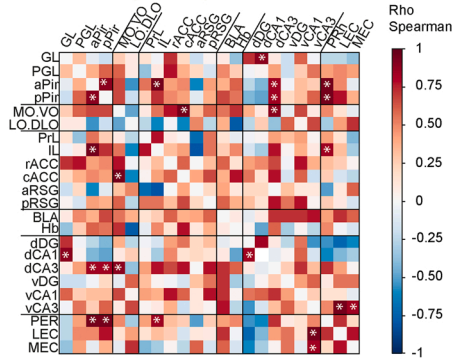 Rho
Spearman
GL
PGL
aPir
pPir
MO.VO
LO.DLO
PrL
IL
rACC
cACC
aRSG
pRSG
BLA
Hb
dDG
dCA1
dCA3
vDG
vCA1
vCA3
PRh
LEC
MEC
GL
PGL
aPir
pPir
MO.VO
LO.DLO
PrL
IL
rACC
cACC
aRSG
pRSG
BLA
Hb
dDG
dCA1
dCA3
vDG
vCA1
vCA3
PER
LEC
MEC
1
0.75
0.50
0.25
0
-0.25
-0.50
-0.75
-1